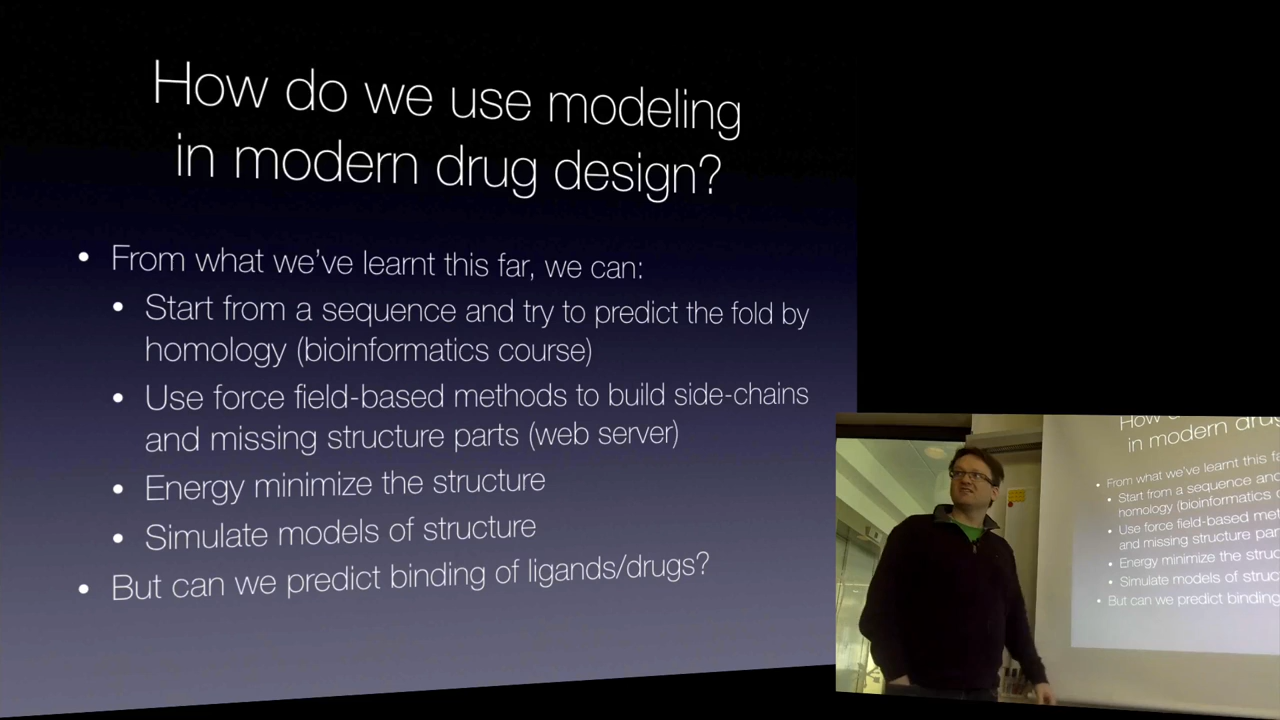 How do we use modeling
in modern drug design?
• From what we've learnt this far, we can:
• Start from a sequence and try to predict the fold by
homology (bioinformatics course)
• Use force field-based methods to build side-chains
and missing structure parts (web server)
• Energy minimize the structure
• Simulate models of structure
• But can we predict binding of ligands/drugs?
How
in modern drug
• From what we've learnt this
• Start from a sequence and
homology (bioinformatics
• Use force field-based
and missing structure
• Energy minimize the
• Simulate models of
• But can we predict binding